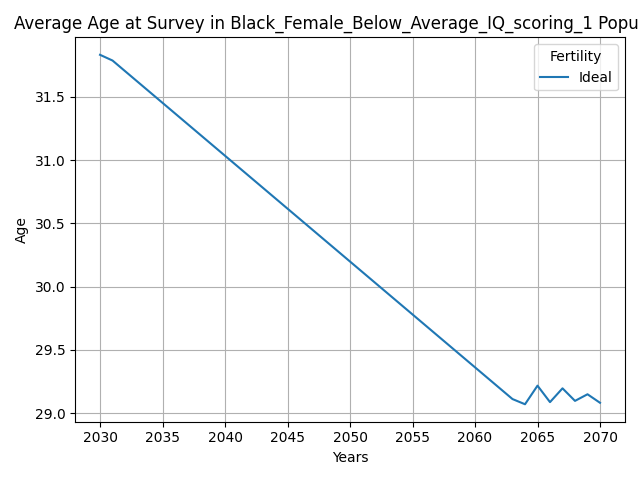 Average Age at Survey in Black_Female_Below_Average_IQ_scoring_1 Popu
Fertility
Ideal
Age
31.5
31.0
30.5
30.0
29.5
29.0
2030 2035 2040 2045 2050 2055 2060 2065 2070
Years